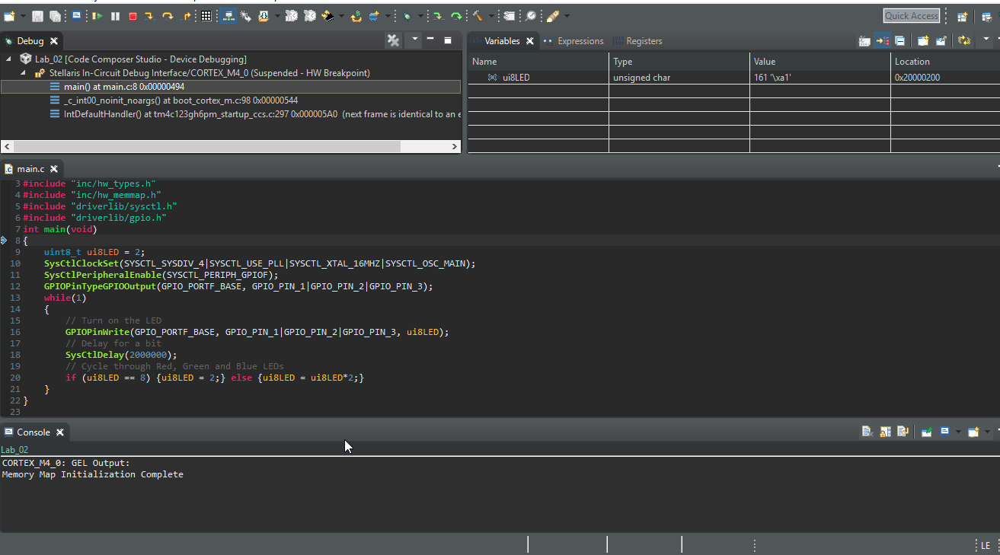 Quick Access
Debug
Lab_02 [Code Composer Studio - Device Debugging]
Stellaris In-Circuit Debug Interface/CORTEX_M4_0 (Suspended - HW Breakpoint)
main() at main.c:8 0x00000494
_c_int00_noinit_noargs() at boot_cortex_m.c:98 0x00000544
IntDefaultHandler() at tm4c123gh6pm_startup_ccs.c:297 0x000005A0 (next frame is identical to an e
Variables Expressions Registers
Name Type Value Location
ui8LED unsigned char 161 '\xa1' 0x20000200
main.c
3 #include "inc/hw_types.h"
4 #include "inc/hw_memmap.h"
5 #include "driverlib/sysctl.h"
6 #include "driverlib/gpio.h"
7 int main(void)
8 {
9 uint8_t ui8LED = 2;
10 SysCtlClockSet(SYSCTL_SYSDIV_4|SYSCTL_USE_PLL|SYSCTL_XTAL_16MHZ|SYSCTL_OSC_MAIN);
11 SysCtlPeripheralEnable(SYSCTL_PERIPH_GPIOF);
12 GPIOPinTypeGPIOOutput(GPIO_PORTF_BASE, GPIO_PIN_1|GPIO_PIN_2|GPIO_PIN_3);
13 while(1)
14 {
15 // Turn on the LED
16 GPIOPinWrite(GPIO_PORTF_BASE, GPIO_PIN_1|GPIO_PIN_2|GPIO_PIN_3, ui8LED);
17 // Delay for a bit
18 SysCtlDelay(2000000);
19 // Cycle through Red, Green and Blue LEDs
20 if (ui8LED == 8) {ui8LED = 2;} else {ui8LED = ui8LED*2;}
21 }
22 }
23
Console
Lab_02
CORTEX_M4_0: GEL Output:
Memory Map Initialization Complete
LE